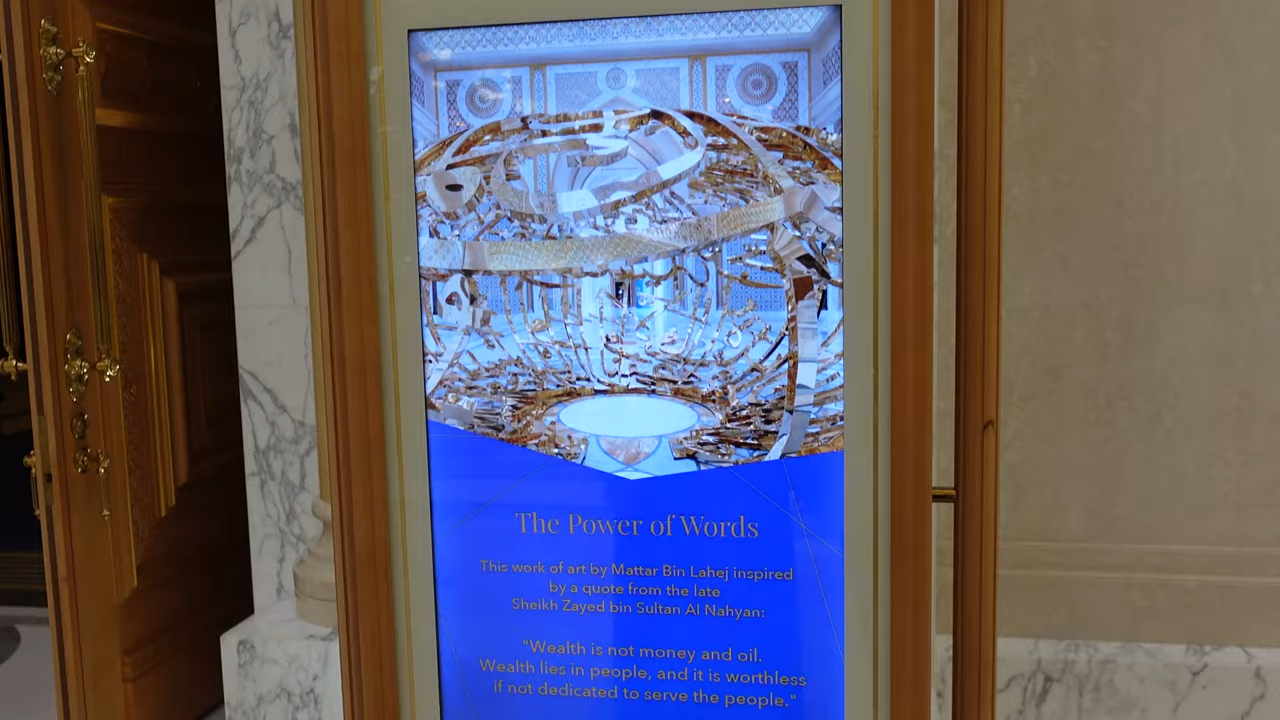 The Power of Words
This work of art by Mattar Bin Lahej inspired
by a quote from the late
Sheikh Zayed bin Sultan Al Nahyan:
"Wealth is not money and oil.
Wealth lies in people, and it is worthless
if not dedicated to serve the people."